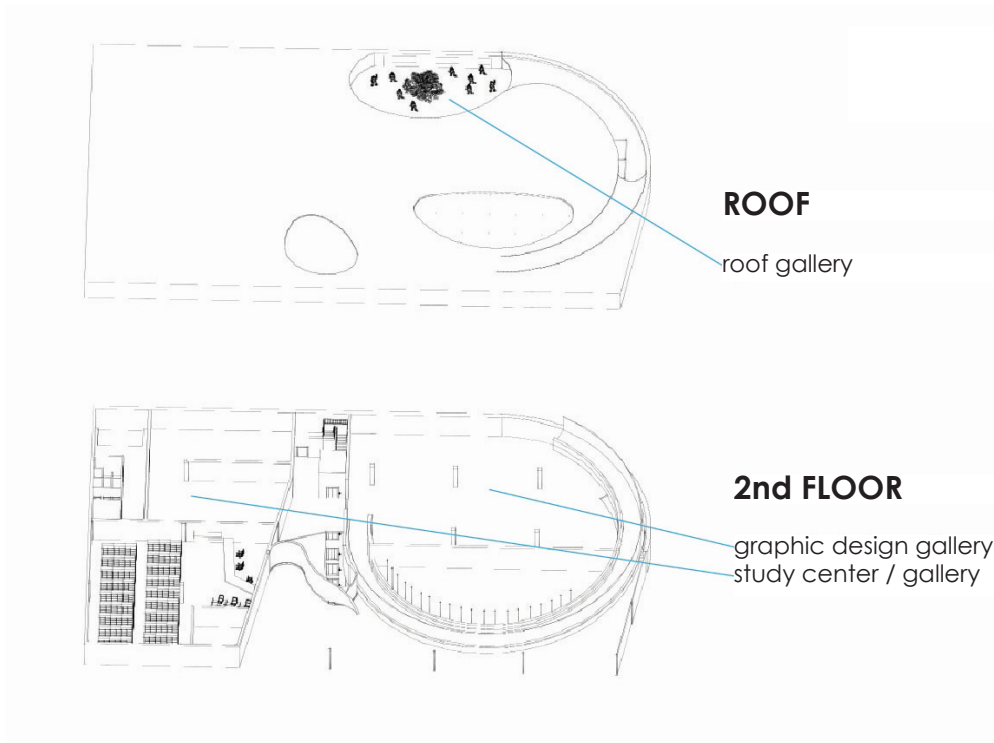 ROOF
roof gallery
2nd FLOOR
graphic design gallery
study center / gallery